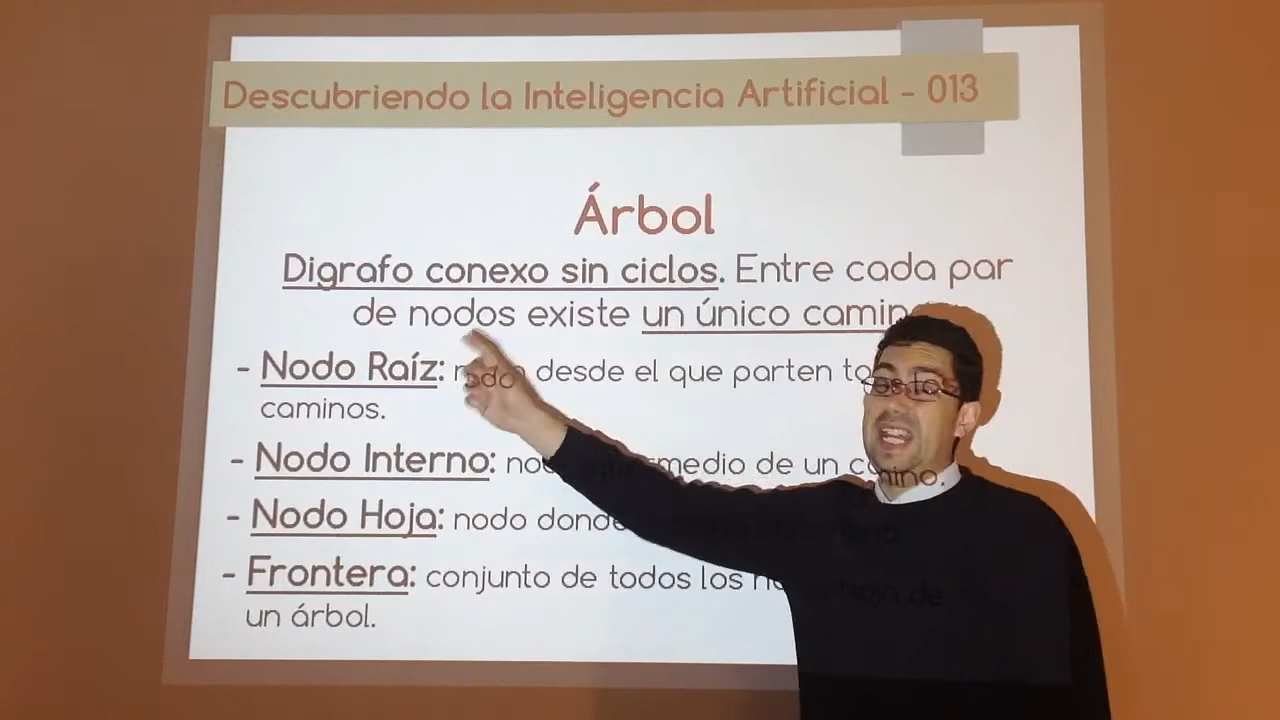 Descubriendo la Inteligencia Artificial - 013
Árbol
Digrafo conexo sin ciclos. Entre cada par
de nodos existe un único
- Nodo Raíz: nodo desde el que parten
caminos.
- Nodo Interno: medio de un camino.
- Nodo Hoja: nodo donde
- Frontera: conjunto de todos los
un árbol.